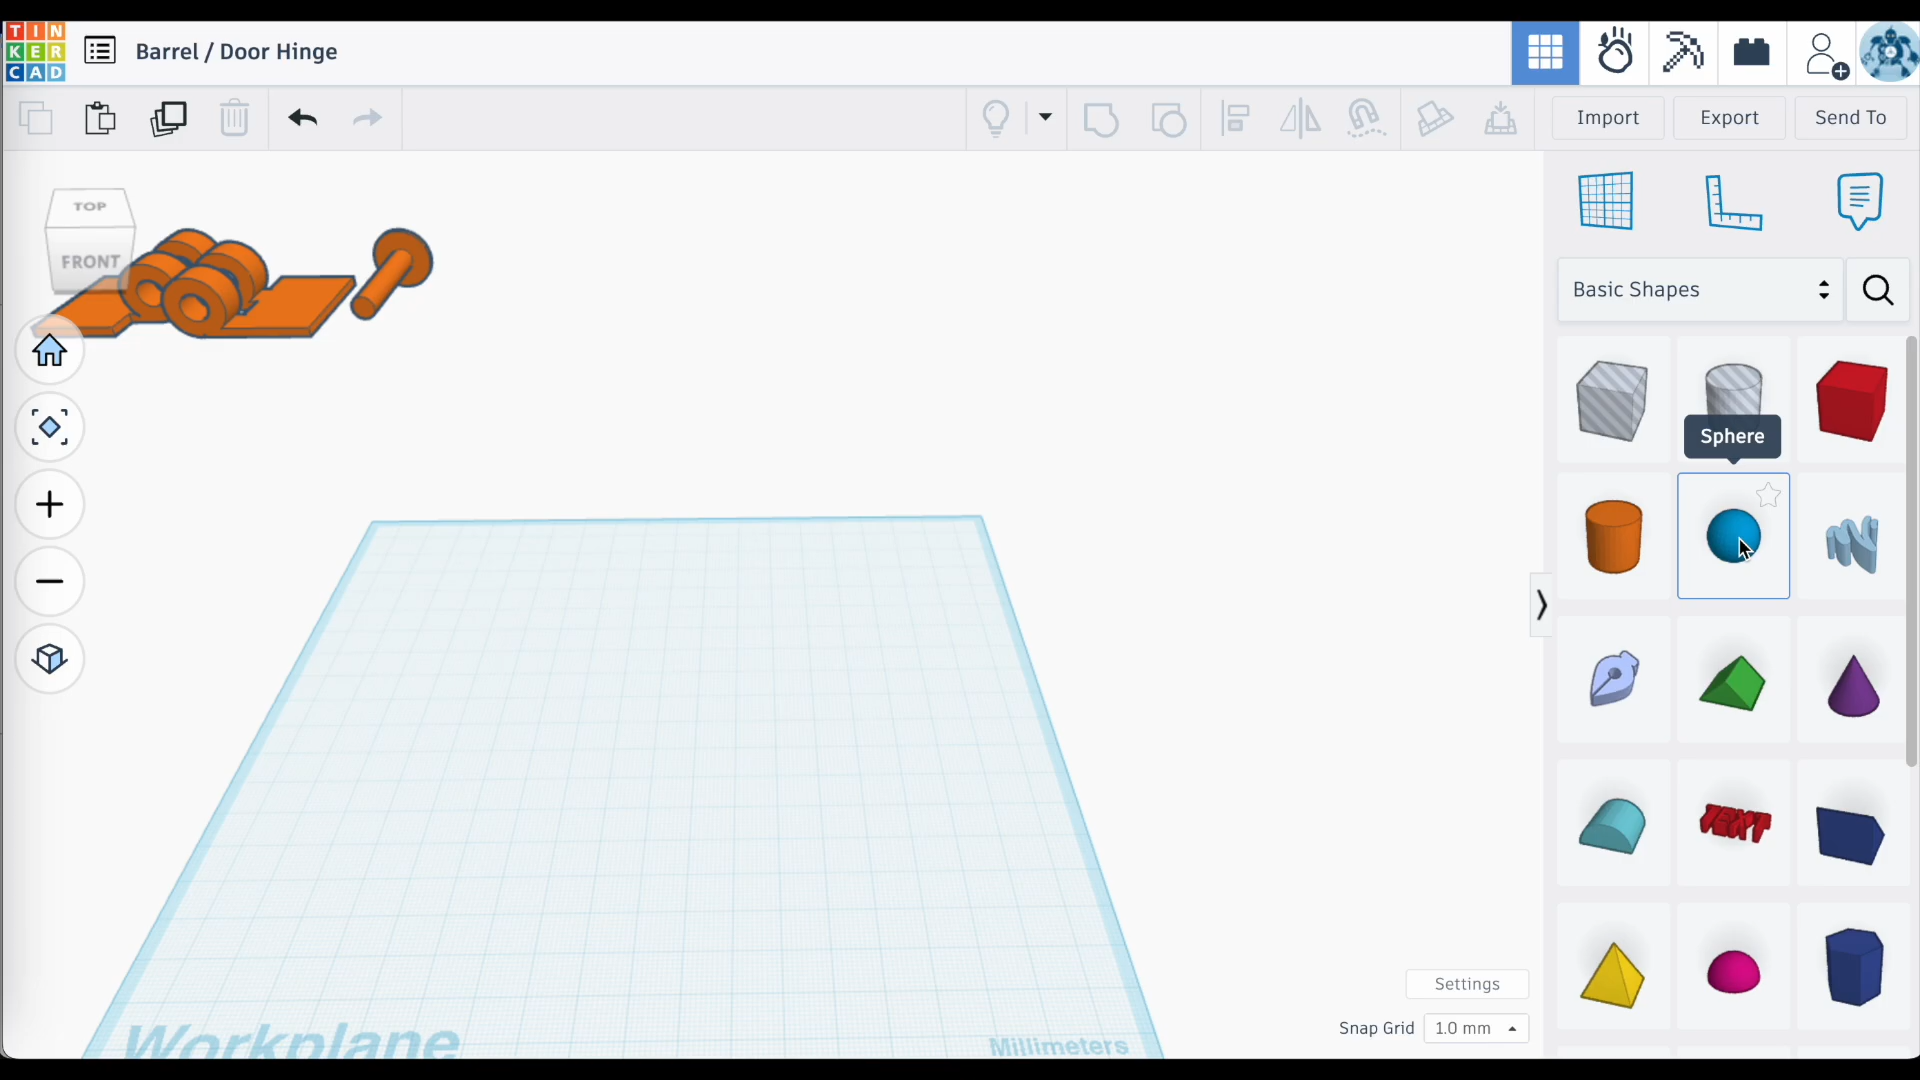 TIN
KER
CAD
Barrel / Door Hinge
Import
Export
Send To
TOP
FRONT
Basic Shapes
Sphere
TEXT
Settings
Snap Grid
1.0 mm
Workplane
Millimeters